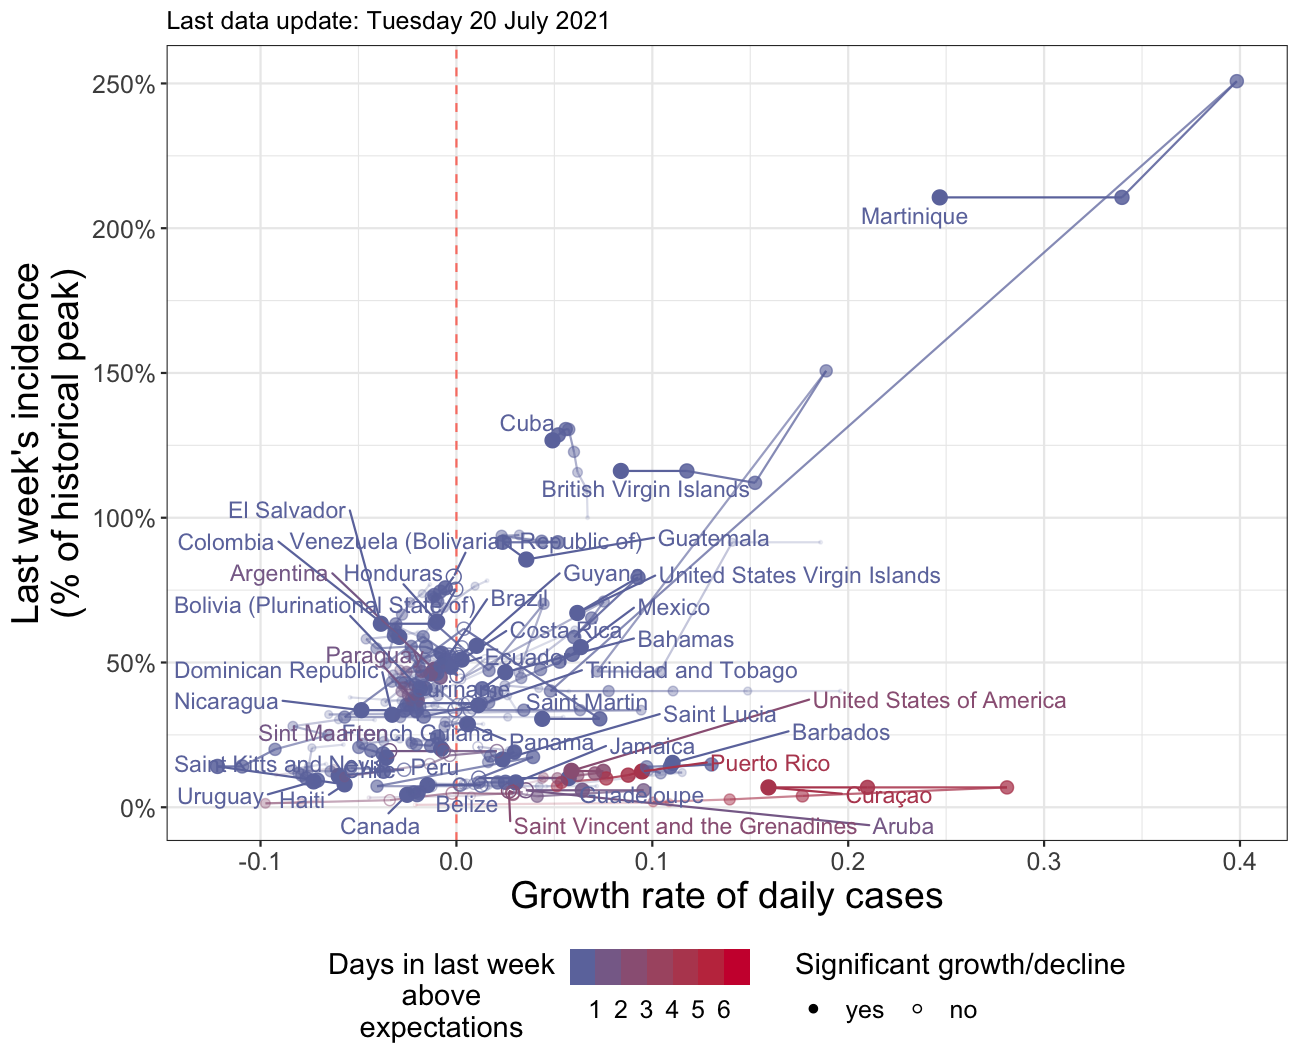 Last data update: Tuesday 20 July 2021
Last week's incidence
(% of historical peak)
250%
200%
150%
100%
50%
0%
Martinique
Cuba
British Virgin Islands
El Salvador
Colombia
Venezuela (Bolivarian Republic of)
Guatemala
Argentina
Honduras
Guyana
United States Virgin Islands
Bolivia (Plurinational State of)
Brazil
Mexico
Costa Rica
Bahamas
Paraguay
Ecuador
Dominican Republic
Trinidad and Tobago
Suriname
Nicaragua
Saint Martin
United States of America
Saint Lucia
Sint Maarten
French Guiana
Panama
Jamaica
Barbados
Saint Kitts and Nevis
Chile
Peru
Puerto Rico
Uruguay
Haiti
Belize
Guadeloupe
Curaçao
Canada
Saint Vincent and the Grenadines
Aruba
-0.1
0.0
0.1
0.2
0.3
0.4
Growth rate of daily cases
Days in last week
above
expectations
1 2 3 4 5 6
Significant growth/decline
yes
no